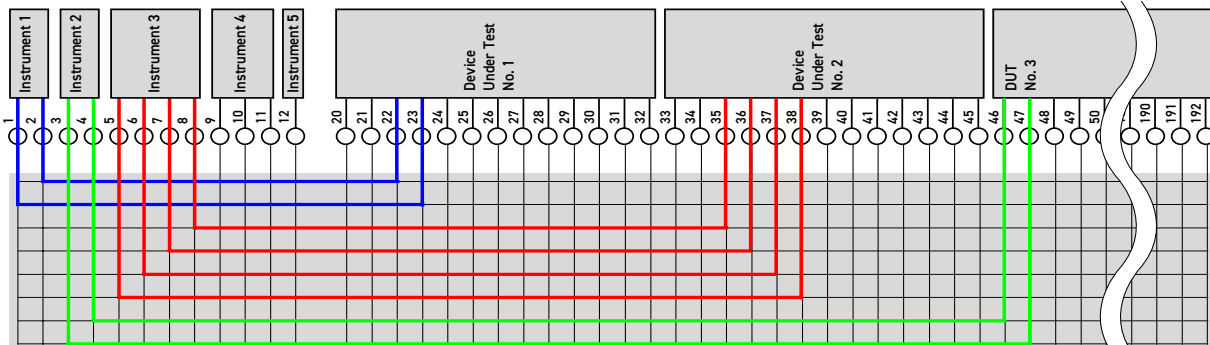 Instrument 1
Instrument 2
Instrument 3
Instrument 4
Instrument 5
Device
Under Test
No. 1
Device
Under Test
No. 2
DUT
No. 3
1 2 3 4 5 6 7 8 9 10 11 12 20 21 22 23 24 25 26 27 28 29 30 31 32 33 34 35 36 37 38 39 40 41 42 43 44 45 46 47 48 49 50 190 191 192